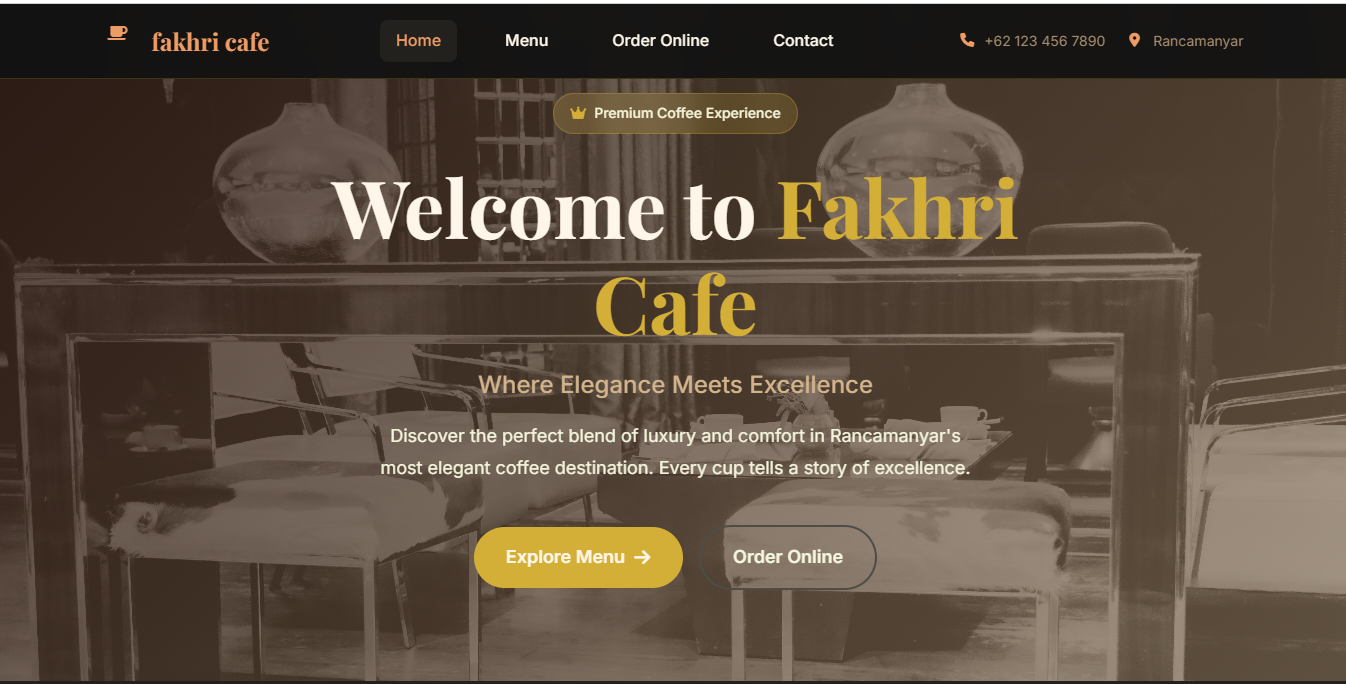 fakhri cafe
Home
Menu
Order Online
Contact
+62 123 456 7890
Rancamanyar
Premium Coffee Experience
Welcome to Fakhri
Cafe
Where Elegance Meets Excellence
Discover the perfect blend of luxury and comfort in Rancamanyar's
most elegant coffee destination. Every cup tells a story of excellence.
Explore Menu →
Order Online